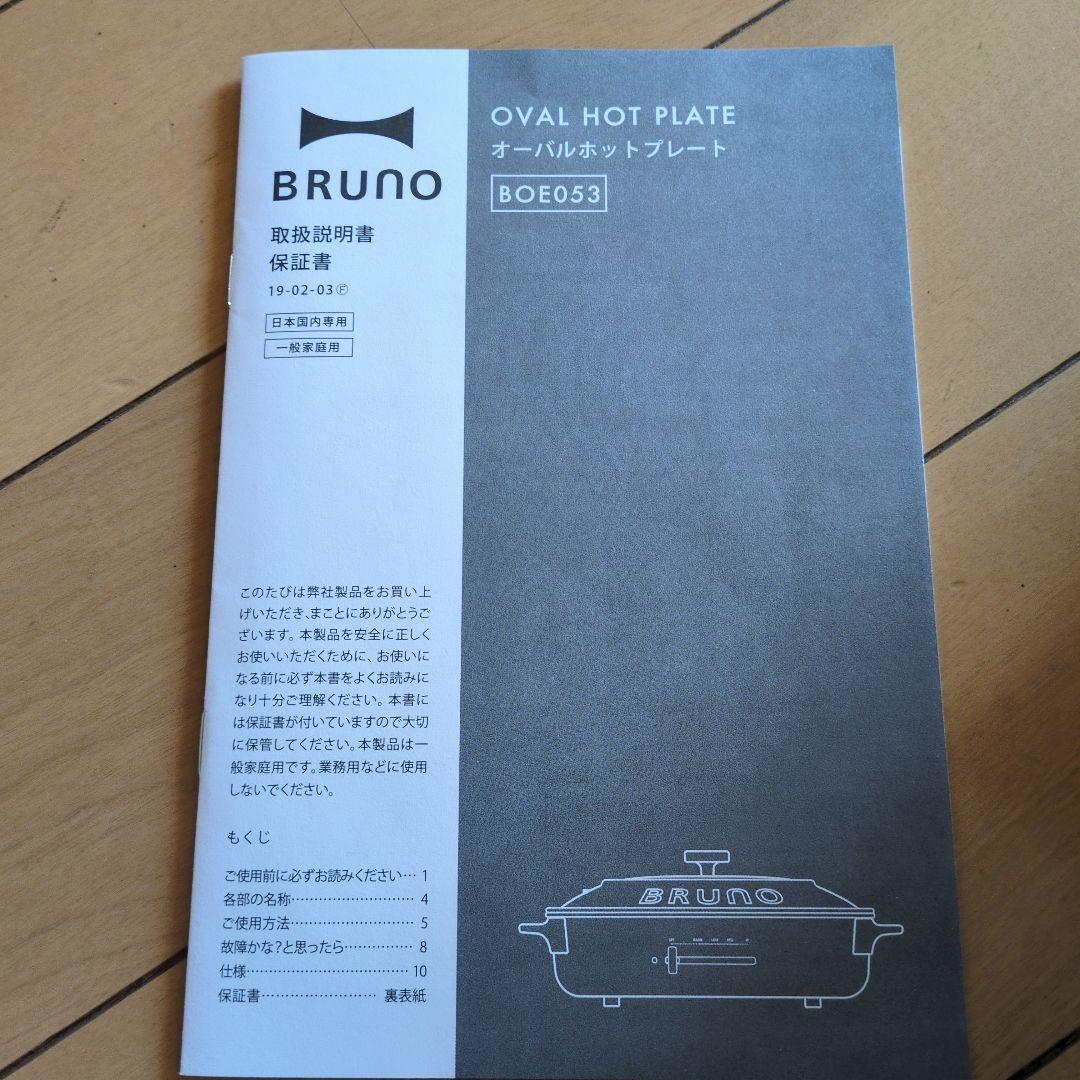 BRUNO
取扱説明書
保証書
19-02-03Ⓕ
日本国内専用
一般家庭用
OVAL HOT PLATE
オーバルホットプレート
BOE053
このたびは弊社製品をお買い上
げいただき、まことにありがとうご
ざいます。本製品を安全に正しく
お使いいただくために、お使いに
なる前に必ず本書をよくお読みに
なり十分ご理解ください。本書に
は保証書が付いていますので大切
に保管してください。本製品は一
般家庭用です。業務用などに使用
しないでください。
もくじ
ご使用前に必ずお読みください… 1
各部の名称……………………… 4
ご使用方法……………………… 5
故障かな？と思ったら…………… 8
仕様……………………………… 10
保証書…………………… 裏表紙
BRUNO
OFF WARM LOW MED HI